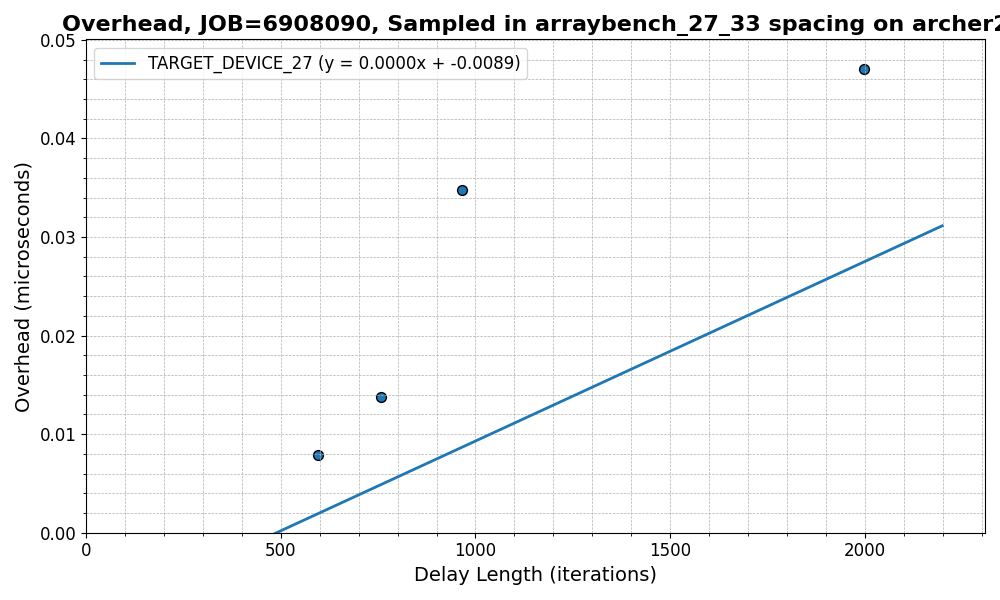 Overhead, JOB=6908090, Sampled in arraybench_27_33 spacing on archer2
TARGET_DEVICE_27 (y = 0.0000x + -0.0089)
Overhead (microseconds)
0.05
0.04
0.03
0.02
0.01
0.00
0 500 1000 1500 2000
Delay Length (iterations)